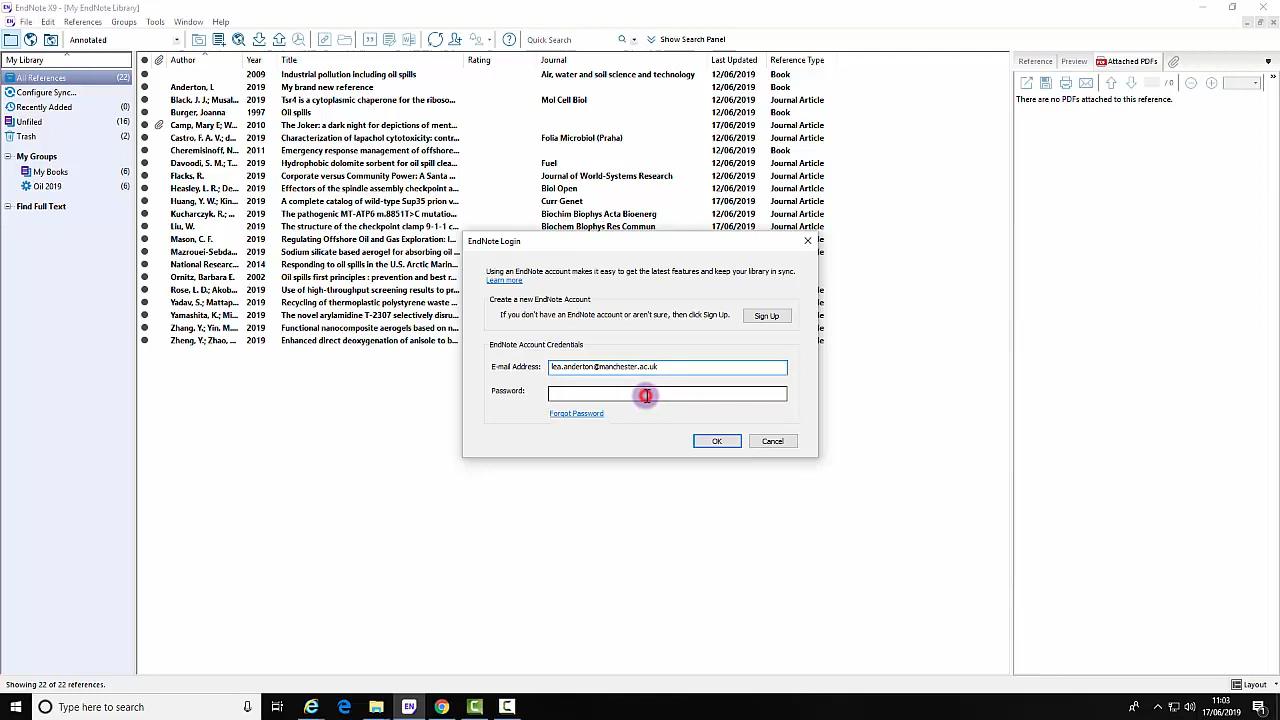 EndNote X9 - [My EndNote Library]
File Edit References Groups Tools Window Help
Annotated Quick Search Show Search Panel
My Library
All References (22)
Configure Sync...
Recently Added (0)
Unfiled (16)
Trash (2)
My Groups
My Books (6)
Oil 2019 (6)
Find Full Text
Author Year Title Rating Journal Last Updated Reference Type
2009 Industrial pollution including oil spills Air, water and soil science and technology 12/06/2019 Book
Anderton, L My brand new reference 12/06/2019 Book
Black, J. J.; Musal... 2019 Tsr4 is a cytoplasmic chaperone for the riboso... Mol Cell Biol 12/06/2019 Journal Article
Burger, Joanna 1997 Oil spills 12/06/2019 Book
Camp, Mary E; W... 2010 The Joker: a dark night for depictions of ment... 17/06/2019 Journal Article
Castro, F. A. V.; d... 2019 Characterization of lapachol cytotoxicity: contr... Folia Microbiol (Praha) 12/06/2019 Journal Article
Cheremisinoff, N... 2011 Emergency response management of offshore... 12/06/2019 Book
Davoodi, S. M.; T... 2019 Hydrophobic dolomite sorbent for oil spill clea... Fuel 12/06/2019 Journal Article
Flacks, R. 2019 Corporate versus Community Power: A Santa ... Journal of World-Systems Research 12/06/2019 Journal Article
Heasley, L. R.; De... 2019 Effectors of the spindle assembly checkpoint a... Biol Open 12/06/2019 Journal Article
Huang, Y. W.; Kin... 2019 A complete catalog of wild-type Sup35 prion v... Curr Genet 17/06/2019 Journal Article
Kucharczyk, R.; ... 2019 The pathogenic MT-ATP6 m.8851T>C mutatio... Biochim Biophys Acta Bioenerg 12/06/2019 Journal Article
Liu, W. 2019 The structure of the checkpoint clamp 9-1-1 c... Biochem Biophys Res Commun 17/06/2019 Journal Article
Mason, C. F. 2019 Regulating Offshore Oil and Gas Exploration: I...
Mazrouei-Sebda... 2019 Sodium silicate based aerogel for absorbing oil ...
National Researc... 2014 Responding to oil spills in the U.S. Arctic Marin...
Ornitz, Barbara E. 2002 Oil spills first principles : prevention and best r...
Rose, L. D.; Akob... 2019 Use of high-throughput screening results to pr...
Yadav, S.; Mattap... 2019 Recycling of thermoplastic polystyrene waste ...
Yamashita, K.; Mi... 2019 The novel arylamidine T-2307 selectively disru...
Zhang, Y.; Yin, M.... 2019 Functional nanocomposite aerogels based on n...
Zheng, Y.; Zhao, ... 2019 Enhanced direct deoxygenation of anisole to b...
EndNote Login
Using an EndNote account makes it easy to get the latest features and keep your library in sync.
Learn more
Create a new EndNote Account
If you don't have an EndNote account or aren't sure, then click Sign Up.
Sign Up
EndNote Account Credentials
E-mail Address: lea.anderton@manchester.ac.uk
Password:
Forgot Password
OK Cancel
Reference Preview Attached PDFs
/ 0
There are no PDFs attached to this reference.
Showing 22 of 22 references.
Layout
Type here to search
11:03
17/06/2019